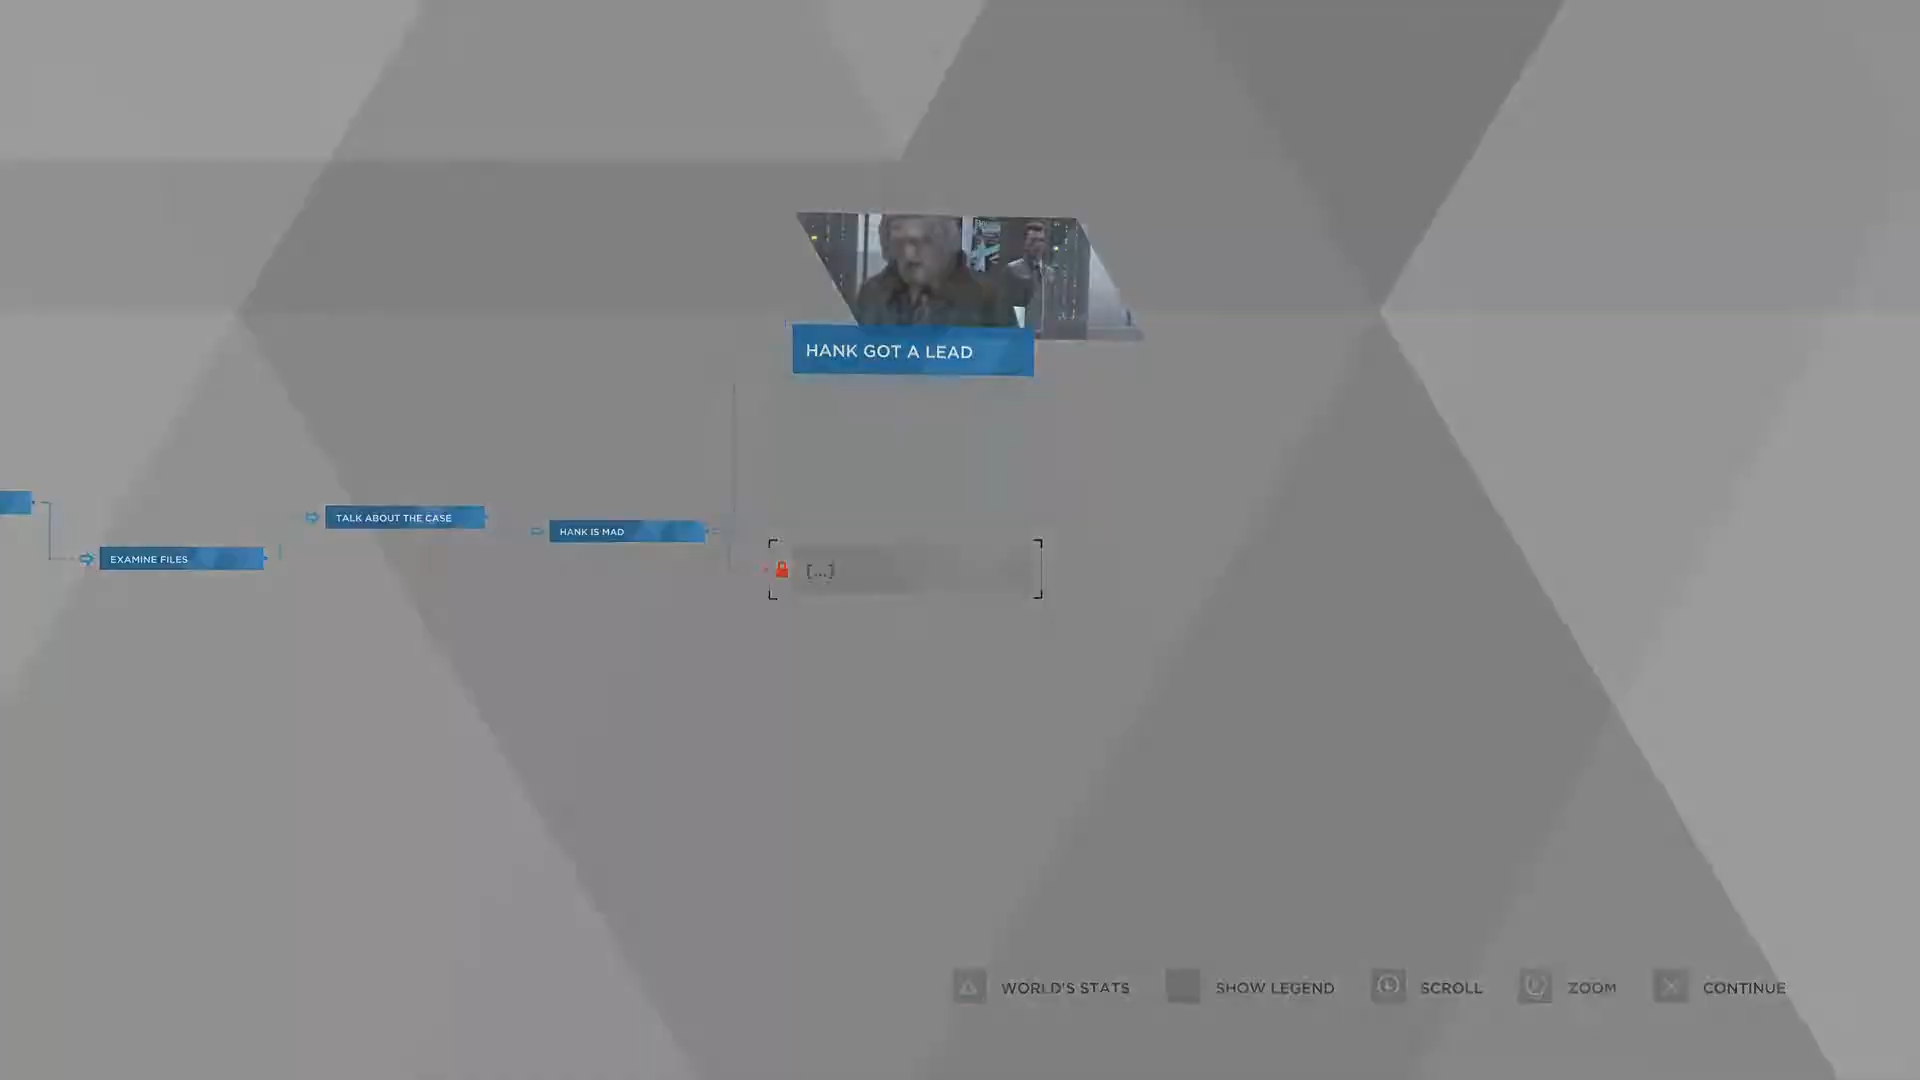 HANK GOT A LEAD
TALK ABOUT THE CASE
HANK IS MAD
EXAMINE FILES
[...]
WORLD'S STATS
SHOW LEGEND
SCROLL
ZOOM
CONTINUE